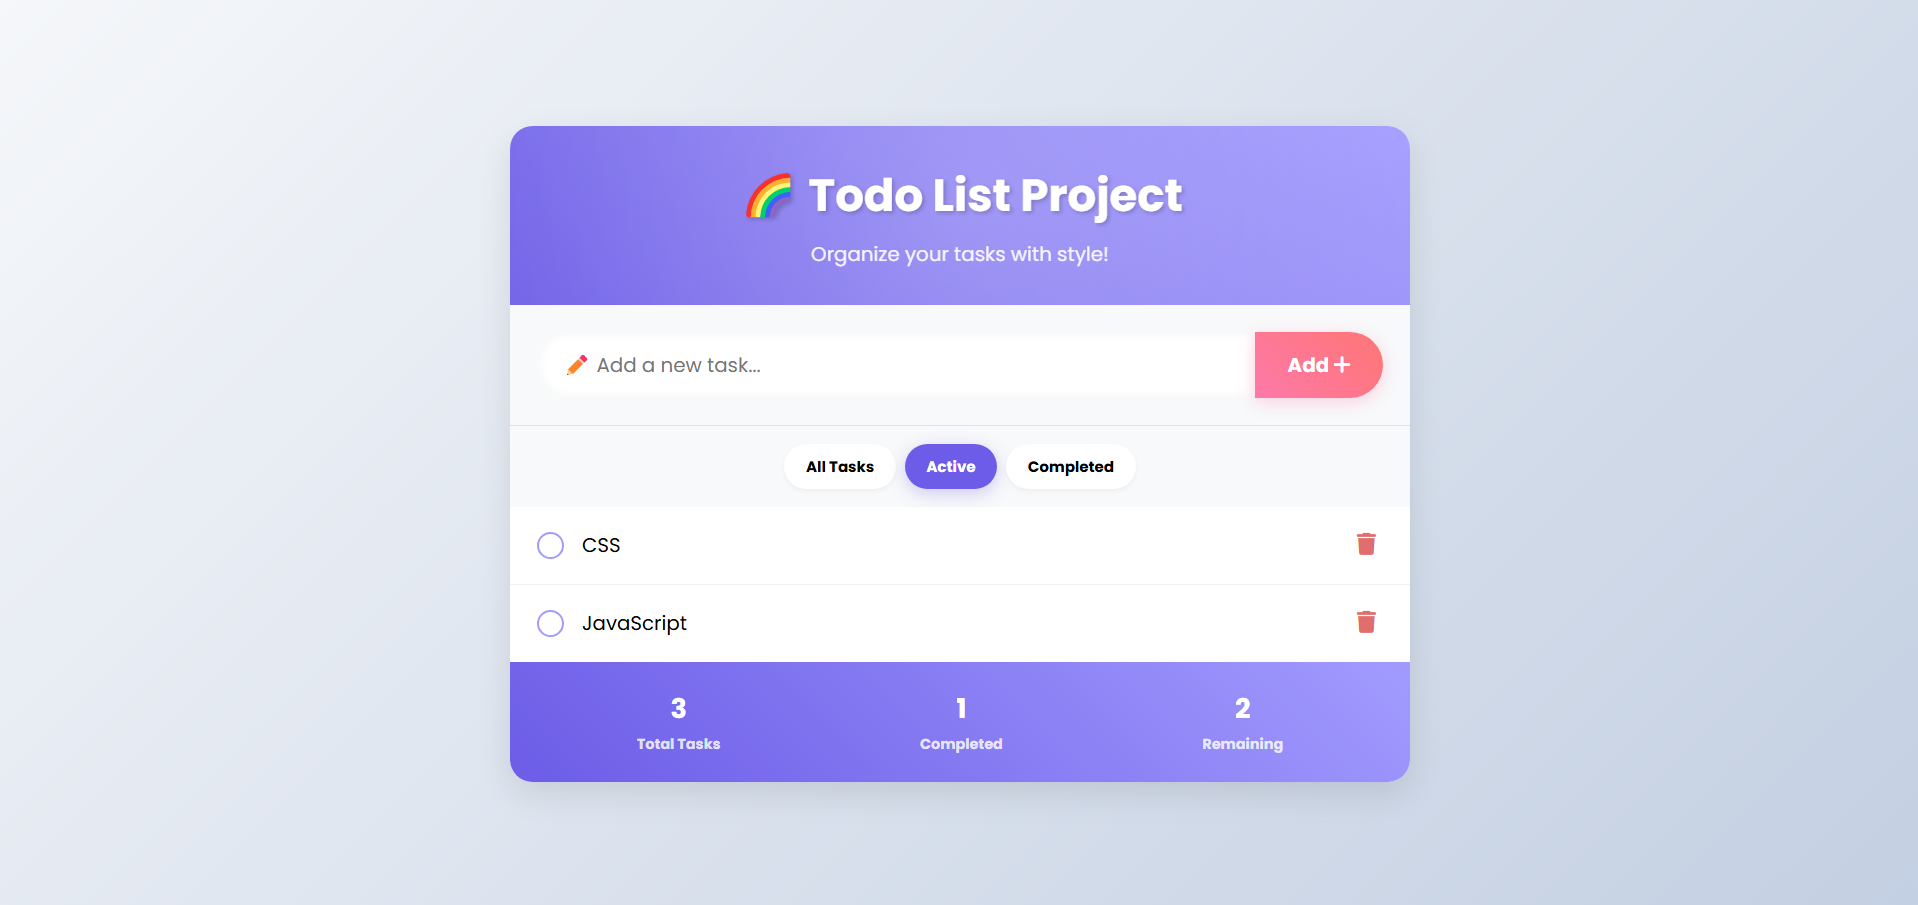 🌈 Todo List Project
Organize your tasks with style!
✏️ Add a new task...
Add +
All Tasks
Active
Completed
CSS
JavaScript
3
Total Tasks
1
Completed
2
Remaining